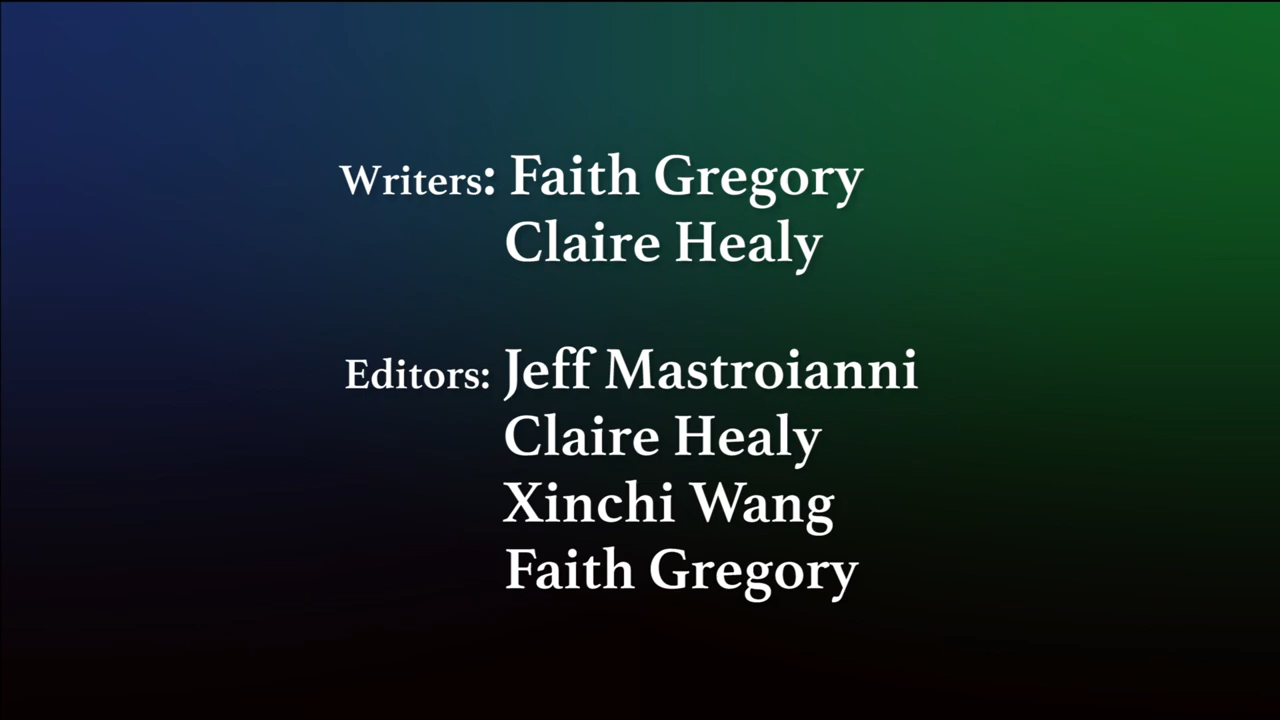 Writers: Faith Gregory
Claire Healy
Editors: Jeff Mastroianni
Claire Healy
Xinchi Wang
Faith Gregory